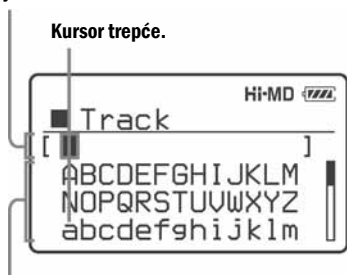 Kursor trepće.
Hi-MD
Track
[ ]
ABCDEFGHIJKLM
NOPQRSTUVWXYZ
abcdefghijklm